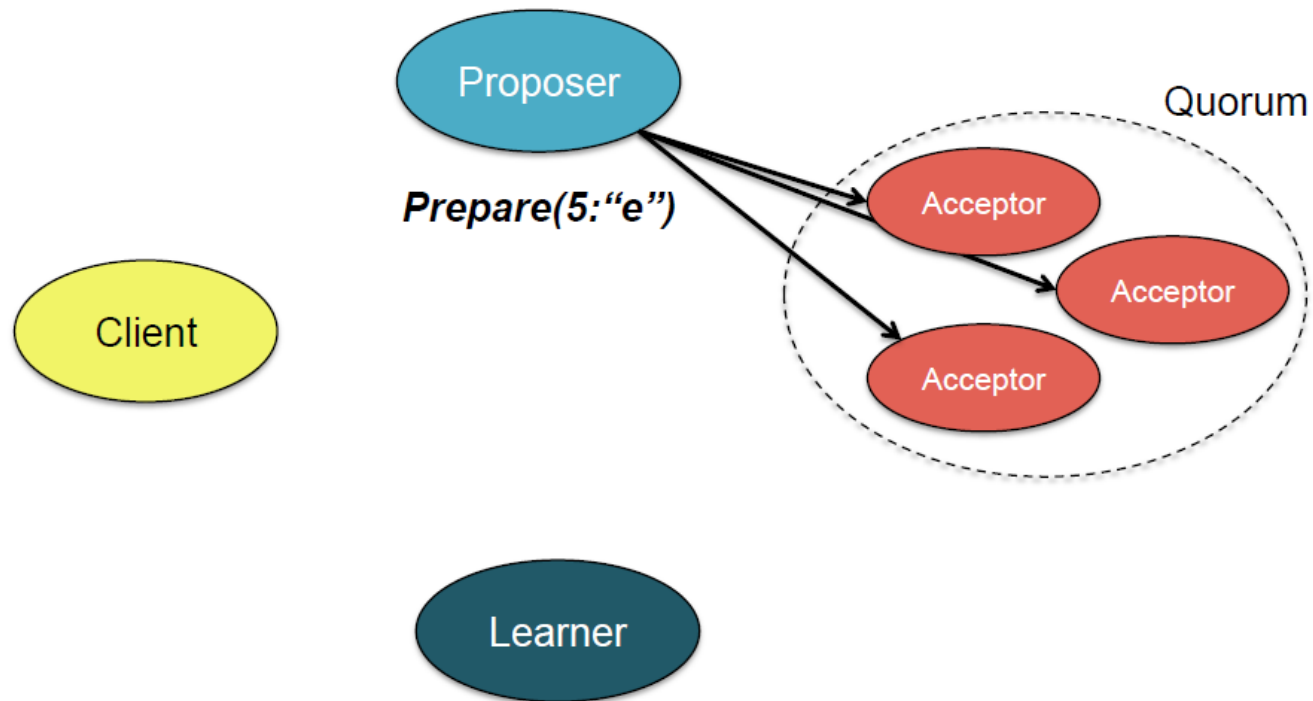 Proposer
Quorum
Acceptor
Prepare(5:“e”)
Acceptor
Client
Acceptor
Learner